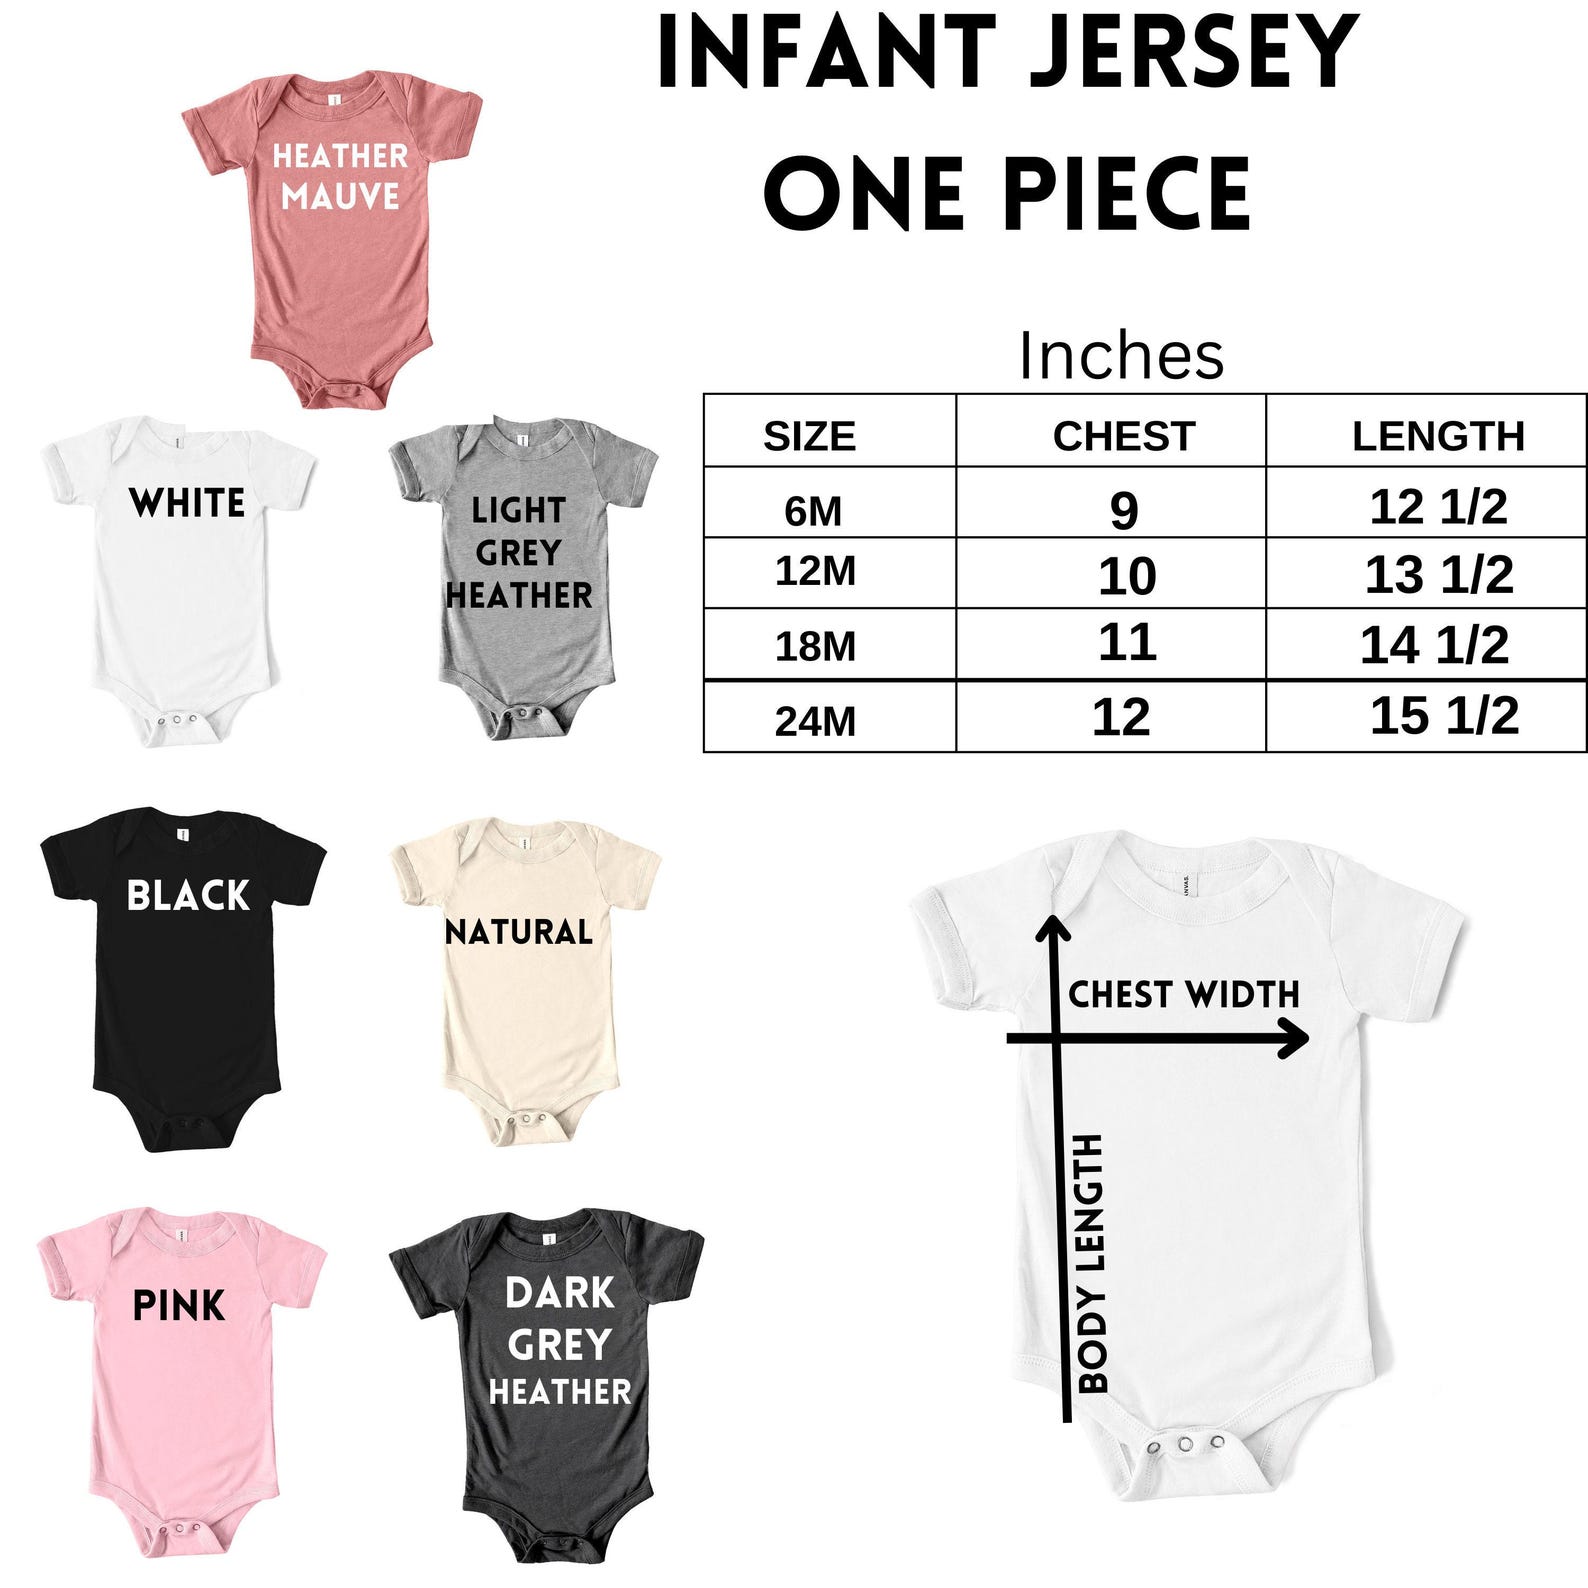 INFANT JERSEY
ONE PIECE
HEATHER
MAUVE
WHITE
LIGHT
GREY
HEATHER
Inches
SIZE CHEST LENGTH
6M 9 12 1/2
12M 10 13 1/2
18M 11 14 1/2
24M 12 15 1/2
BLACK
NATURAL
PINK
DARK
GREY
HEATHER
CHEST WIDTH
BODY LENGTH